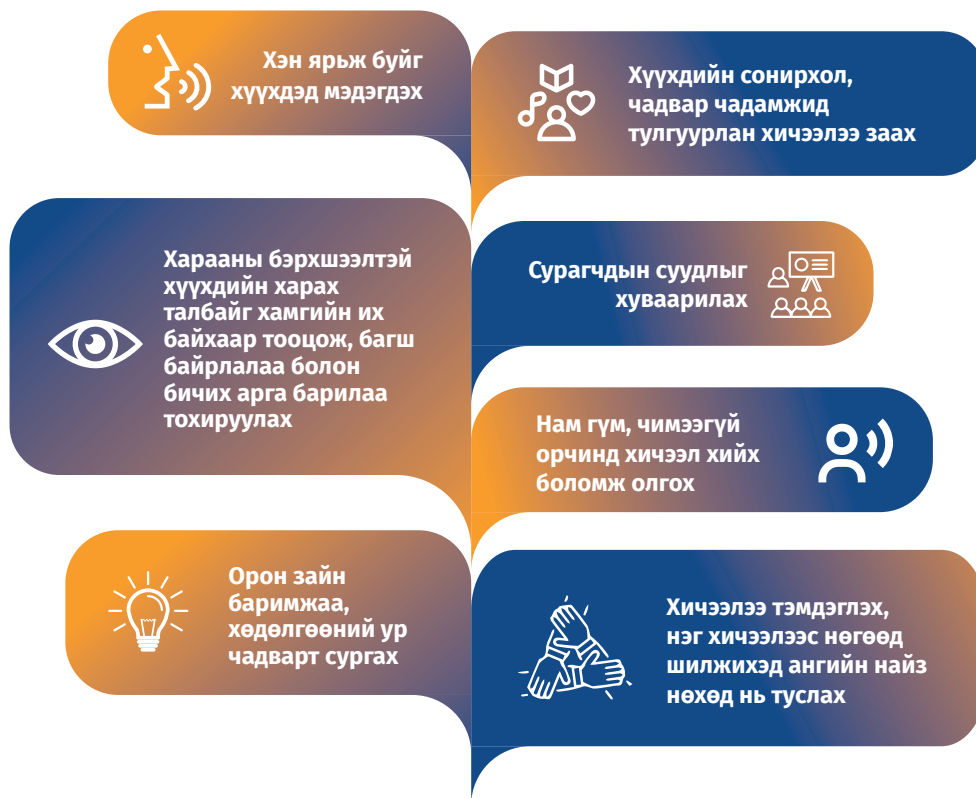 Хэн ярьж буйг
хүүхдэд мэдэгдэх
Хүүхдийн сонирхол,
чадвар чадамжид
тулгуурлан хичээлээ заах
Харааны бэрхшээлтэй
хүүхдийн харах
талбайг хамгийн их
байхаар тооцож, багш
байрлалаа болон
бичих арга барилаа
тохируулах
Сурагчдын суудлыг
хуваарилах
Нам гүм, чимээгүй
орчинд хичээл хийх
боломж олгох
Орон зайн
баримжаа,
хөдөлгөөний ур
чадварт сургах
Хичээлээ тэмдэглэх,
нэг хичээлээс нөгөөд
шилжихэд ангийн найз
нөхөд нь туслах